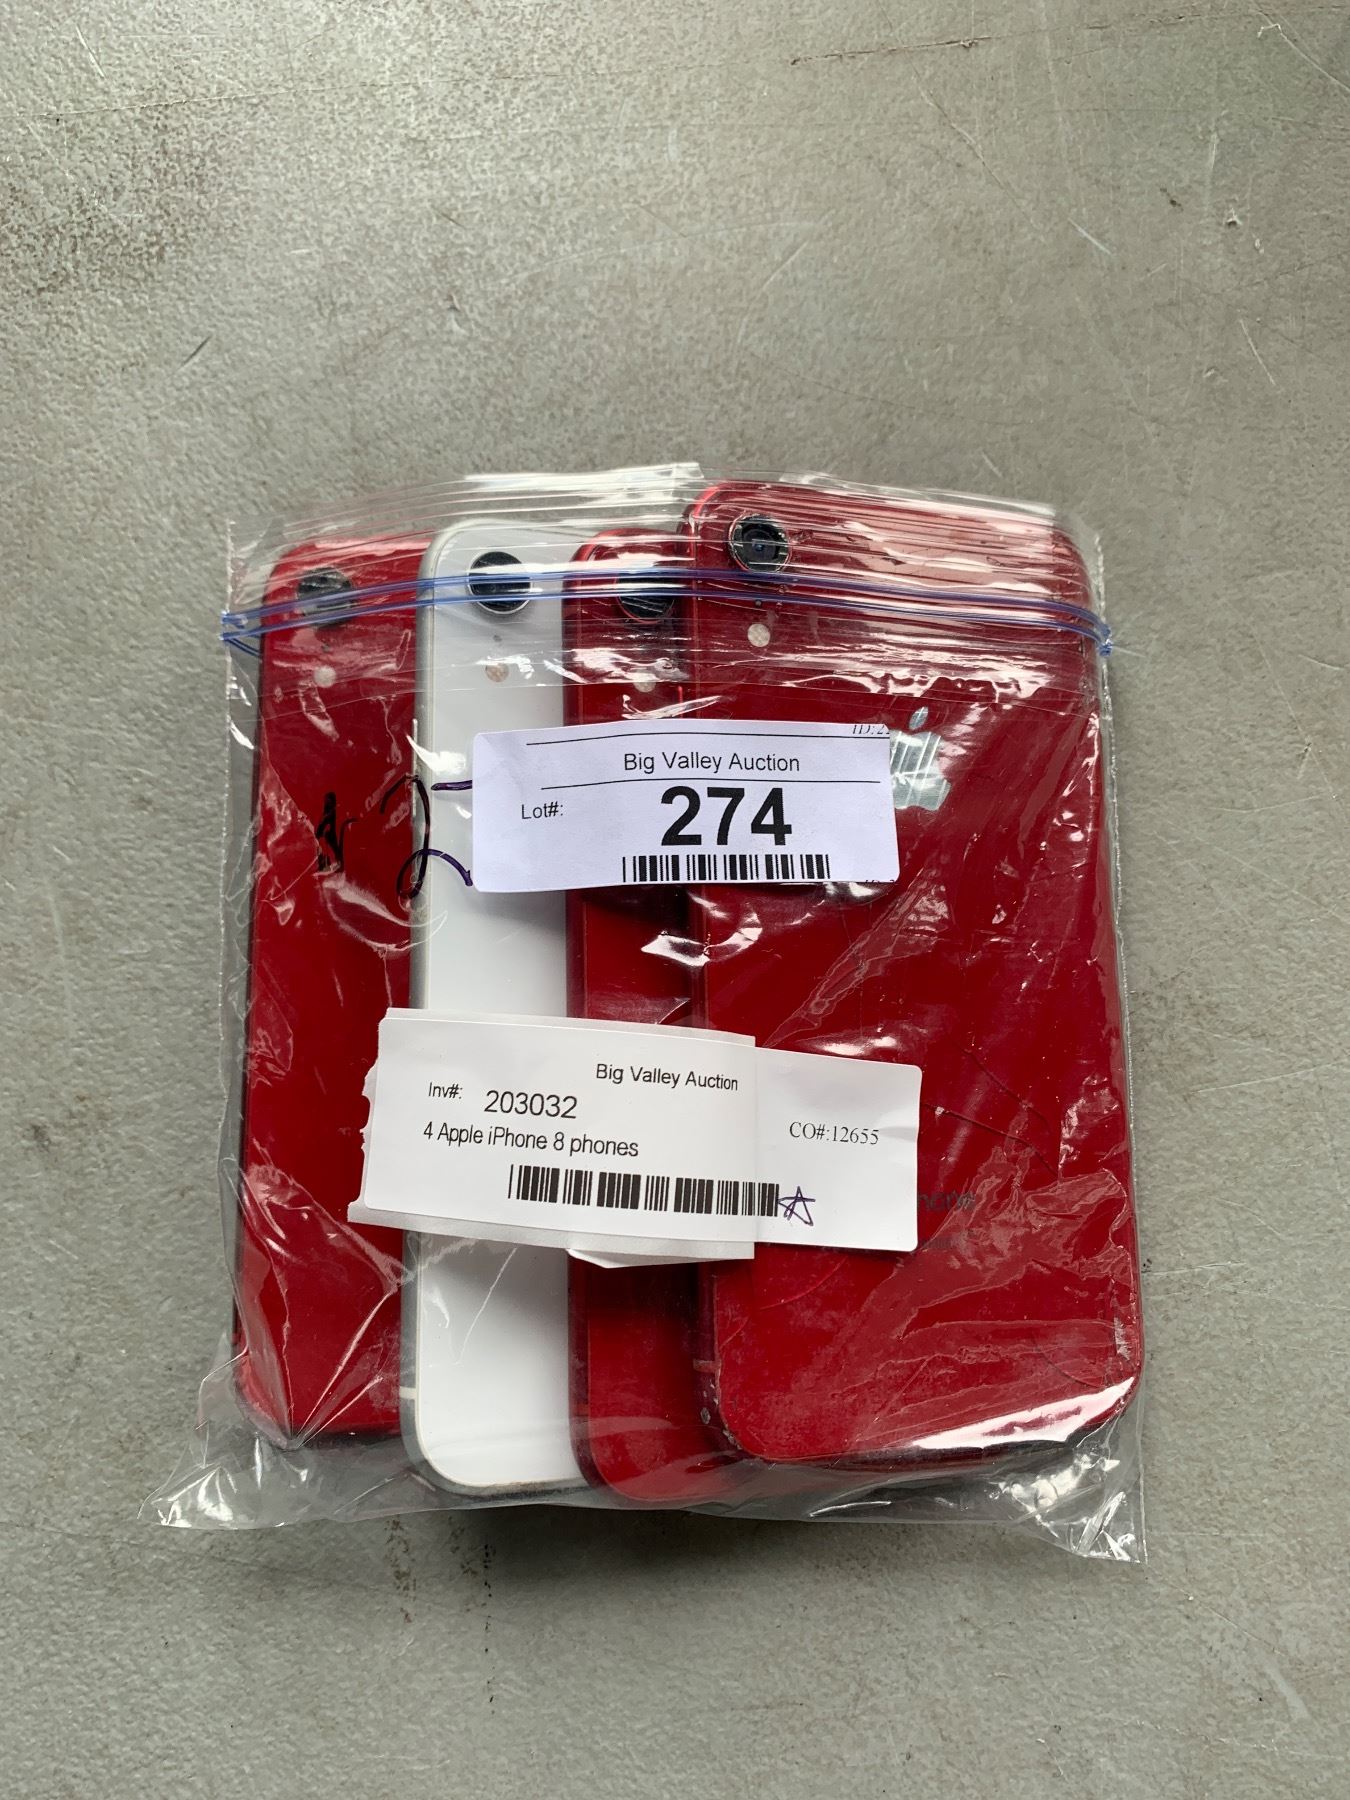 Big Valley Auction
Lot#: 274
Big Valley Auction
Inv#: 203032
4 Apple iPhone 8 phones
CO#:12655